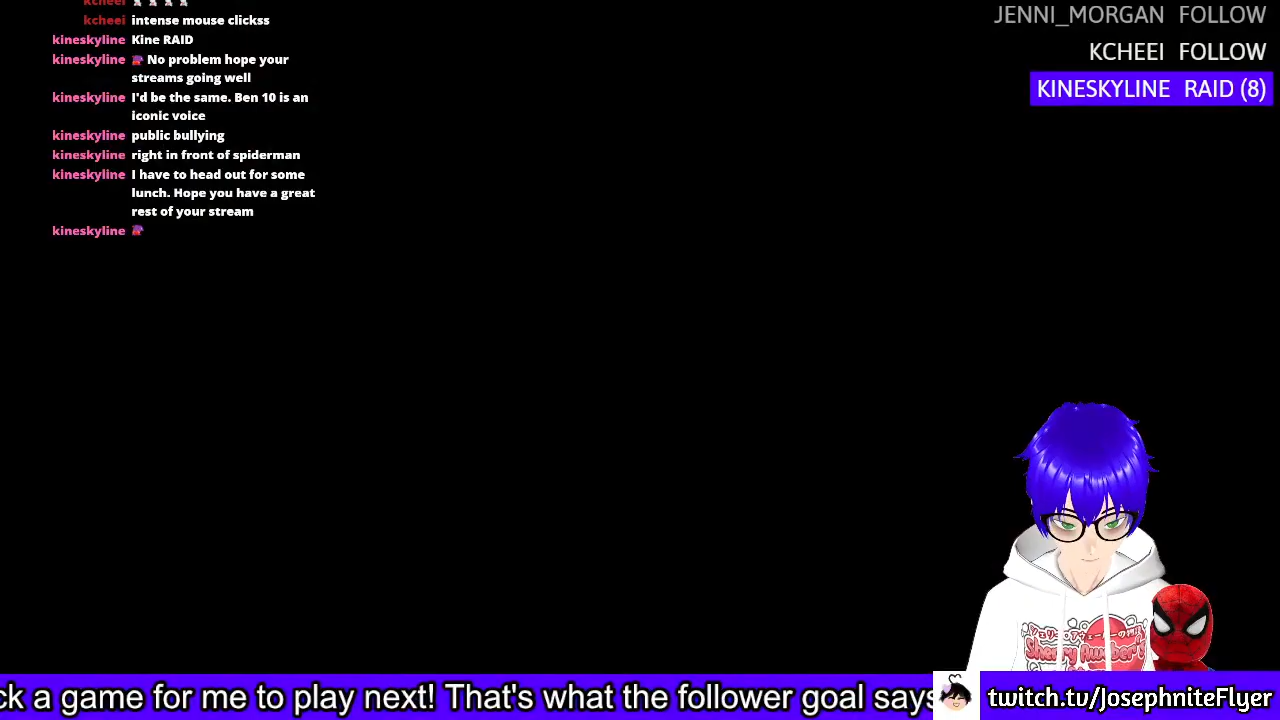 kcheei
kcheei intense mouse clickss
kineskyline Kine RAID
kineskyline No problem hope your
streams going well
kineskyline I'd be the same. Ben 10 is an
iconic voice
kineskyline public bullying
kineskyline right in front of spiderman
kineskyline I have to head out for some
lunch. Hope you have a great
rest of your stream
kineskyline
JENNI_MORGAN FOLLOW
KCHEEI FOLLOW
KINESKYLINE RAID (8)
ck a game for me to play next! That's what the follower goal says
twitch.tv/JosephniteFlyer